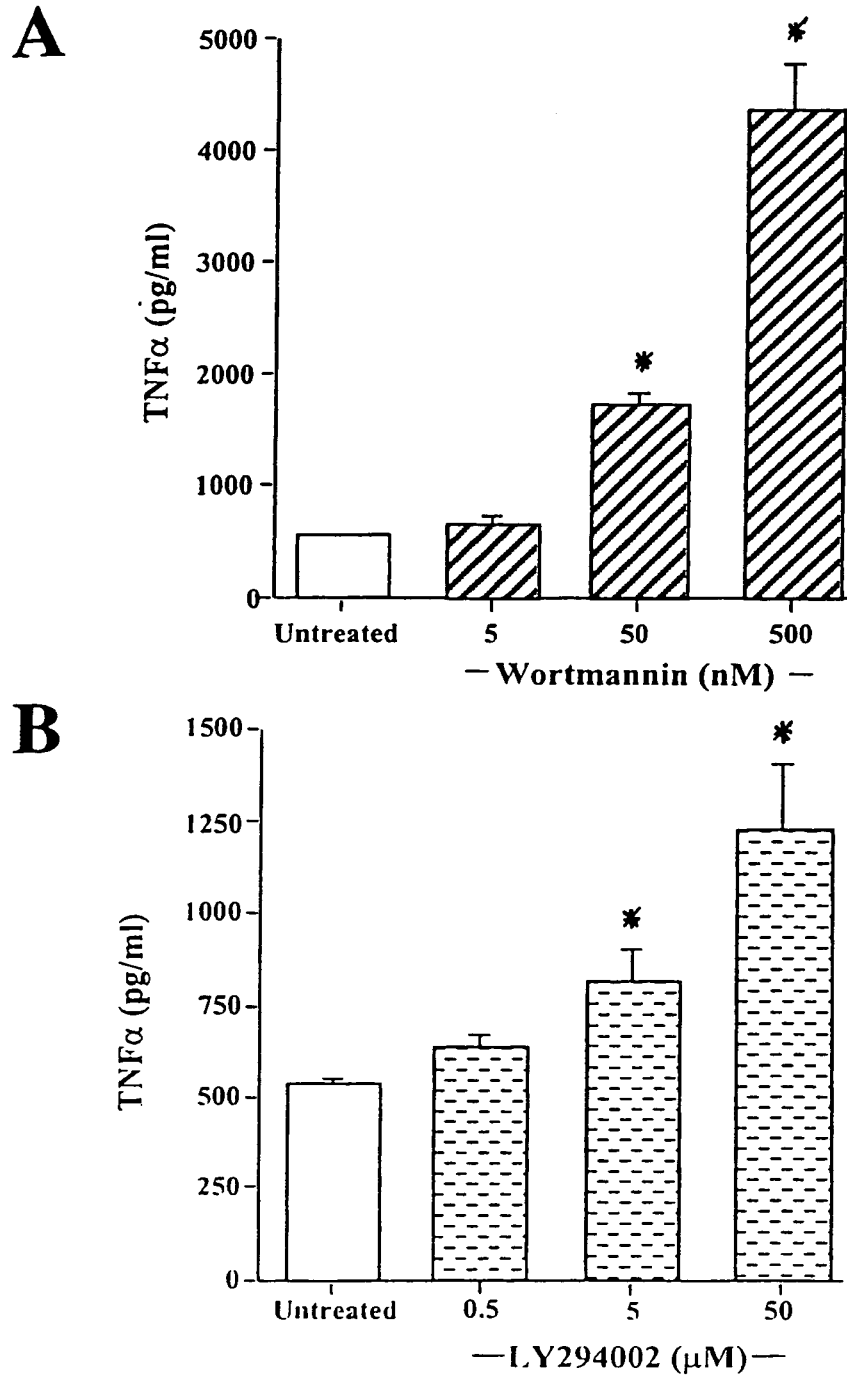 A
5000
4000
3000
2000
1000
0
TNFα (pg/ml)
*
*
Untreated 5 50 500
— Wortmannin (nM) —
B
1500
1250
1000
750
500
250
0
TNFα (pg/ml)
*
*
Untreated 0.5 5 50
— LY294002 (μM) —